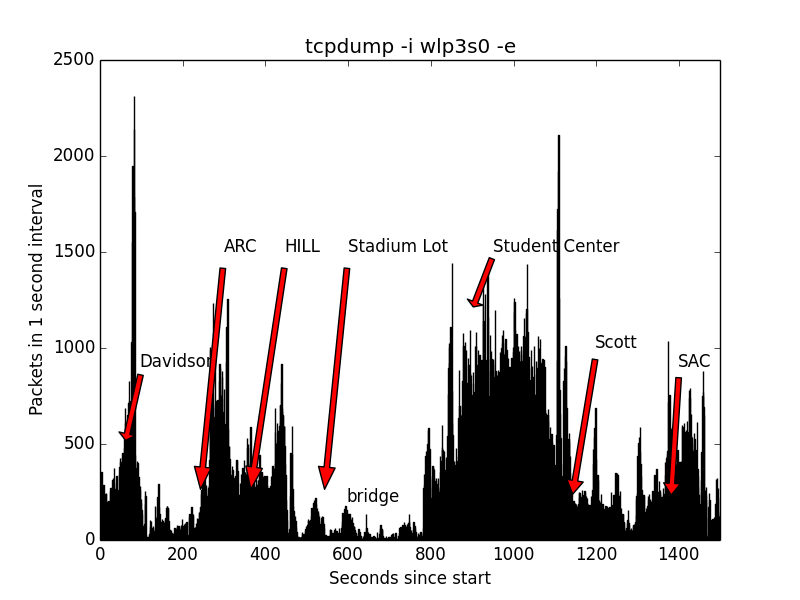 tcpdump -i wlp3s0 -e
2500
2000
1500
1000
500
0
Packets in 1 second interval
ARC
HILL
Stadium Lot
Student Center
Scott
Davidson
SAC
bridge
0 200 400 600 800 1000 1200 1400
Seconds since start